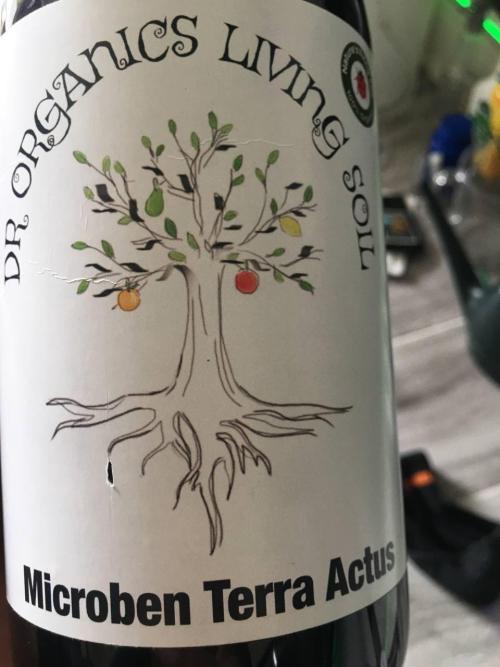 DR ORGANICS LIVING SOIL
Microben Terra Actus